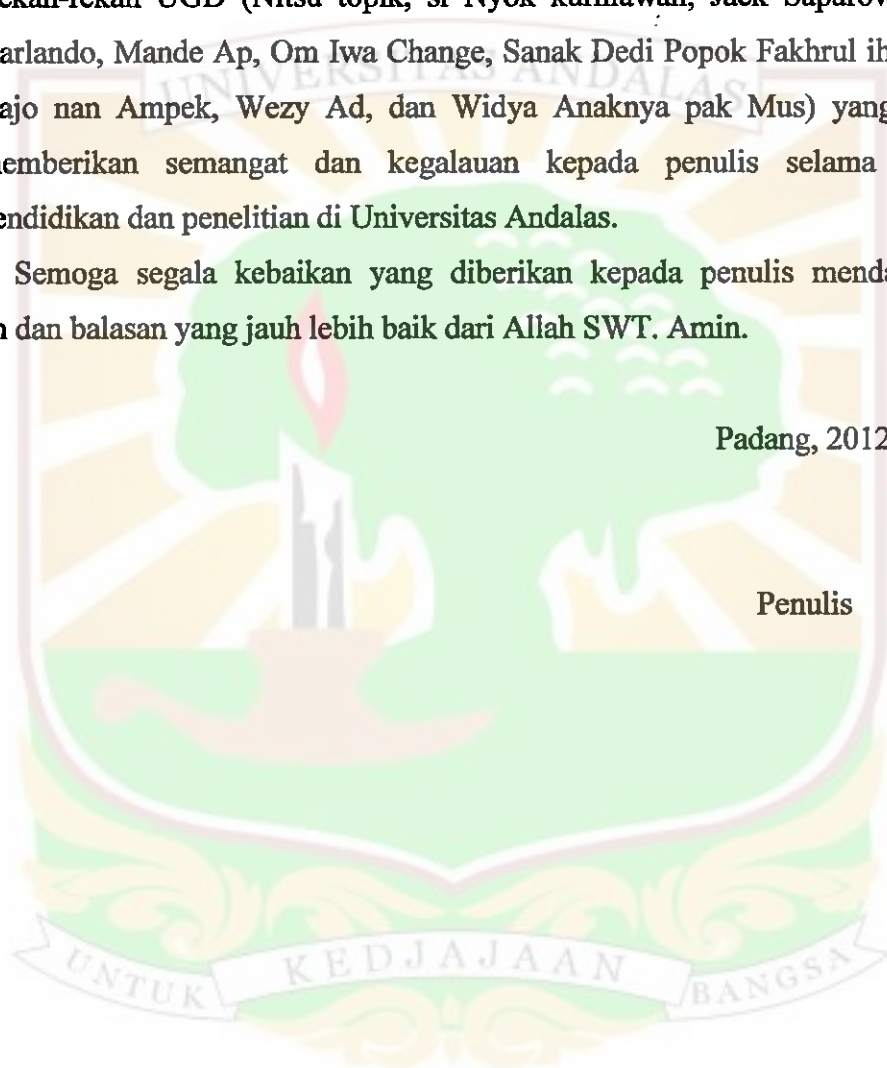 rekan-rekan UGD (Nitsu topik, si Nyok kurniawan, Jack Saparow
arlando, Mande Ap, Om Iwa Change, Sanak Dedi Popok Fakhrul ih
ajo nan Ampek, Wezy Ad, dan Widya Anaknya pak Mus) yang
nemberikan semangat dan kegalauan kepada penulis selama
endidikan dan penelitian di Universitas Andalas.
Semoga segala kebaikan yang diberikan kepada penulis menda
n dan balasan yang jauh lebih baik dari Allah SWT. Amin.
Padang, 2012
Penulis
UNIVERSITAS ANDALAS
UNTUK KEDJAJAAN BANGSA